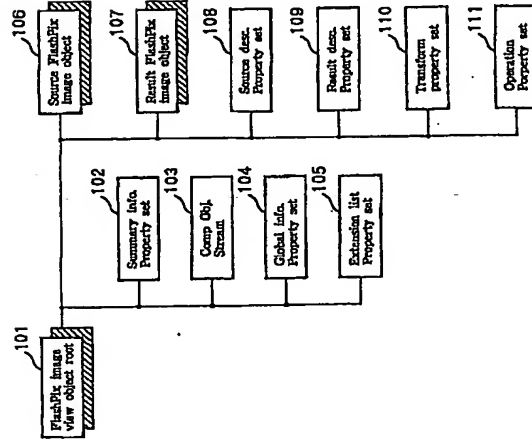 101
FlashPix image
view object root
102
Summary info.
Property set
103
Comp Obj.
Stream
104
Global info.
Property set
105
Extension list
Property set
106
Source FlashPix
image object
107
Result FlashPix
image object
108
Source desc.
Property set
109
Result desc.
Property set
110
Transform
property set
111
Operation
Porperty set